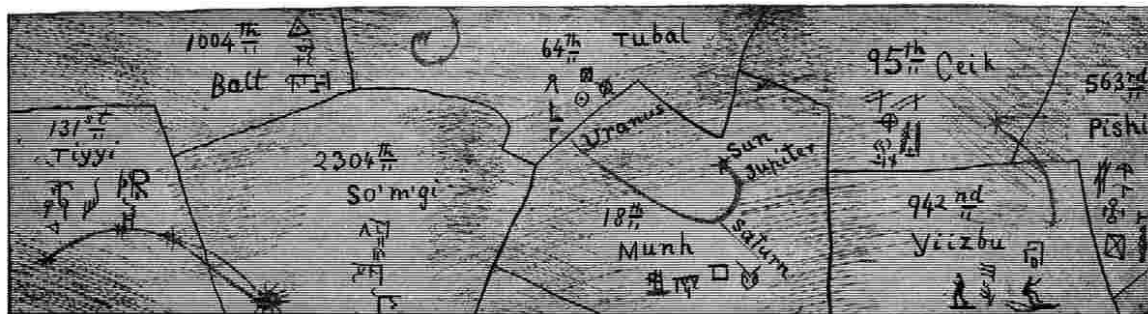 1004th
Balt
64th Tubal
95th Ceik
563rd
Pish
131st
Tiyyi
2304th
So'm'gi
Uranus
Sun
Jupiter
Saturn
18th
Munh
942nd
Yiizbu